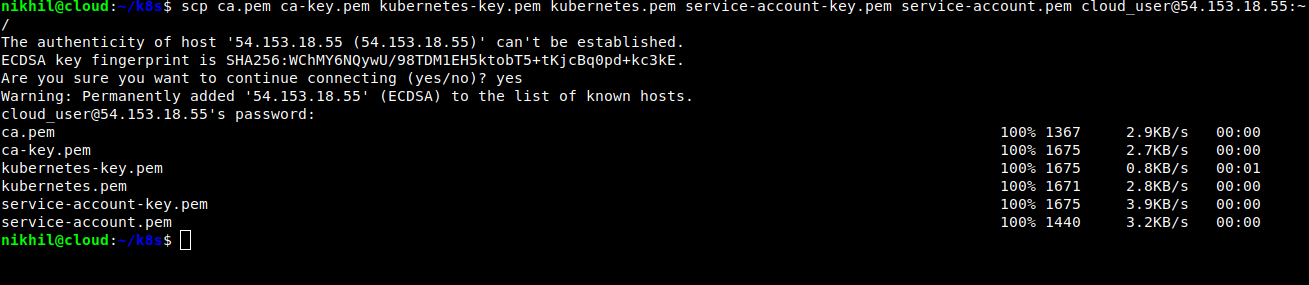 nikhil@cloud:~/k8s$ scp ca.pem ca-key.pem kubernetes-key.pem kubernetes.pem service-account-key.pem service-account.pem cloud_user@54.153.18.55:~
/
The authenticity of host '54.153.18.55 (54.153.18.55)' can't be established.
ECDSA key fingerprint is SHA256:WChMY6NQywU/98TDM1EH5ktobT5+tKjcBq0pd+kc3kE.
Are you sure you want to continue connecting (yes/no)? yes
Warning: Permanently added '54.153.18.55' (ECDSA) to the list of known hosts.
cloud_user@54.153.18.55's password:
ca.pem 100% 1367 2.9KB/s 00:00
ca-key.pem 100% 1675 2.7KB/s 00:00
kubernetes-key.pem 100% 1675 0.8KB/s 00:01
kubernetes.pem 100% 1671 2.8KB/s 00:00
service-account-key.pem 100% 1675 3.9KB/s 00:00
service-account.pem 100% 1440 3.2KB/s 00:00
nikhil@cloud:~/k8s$